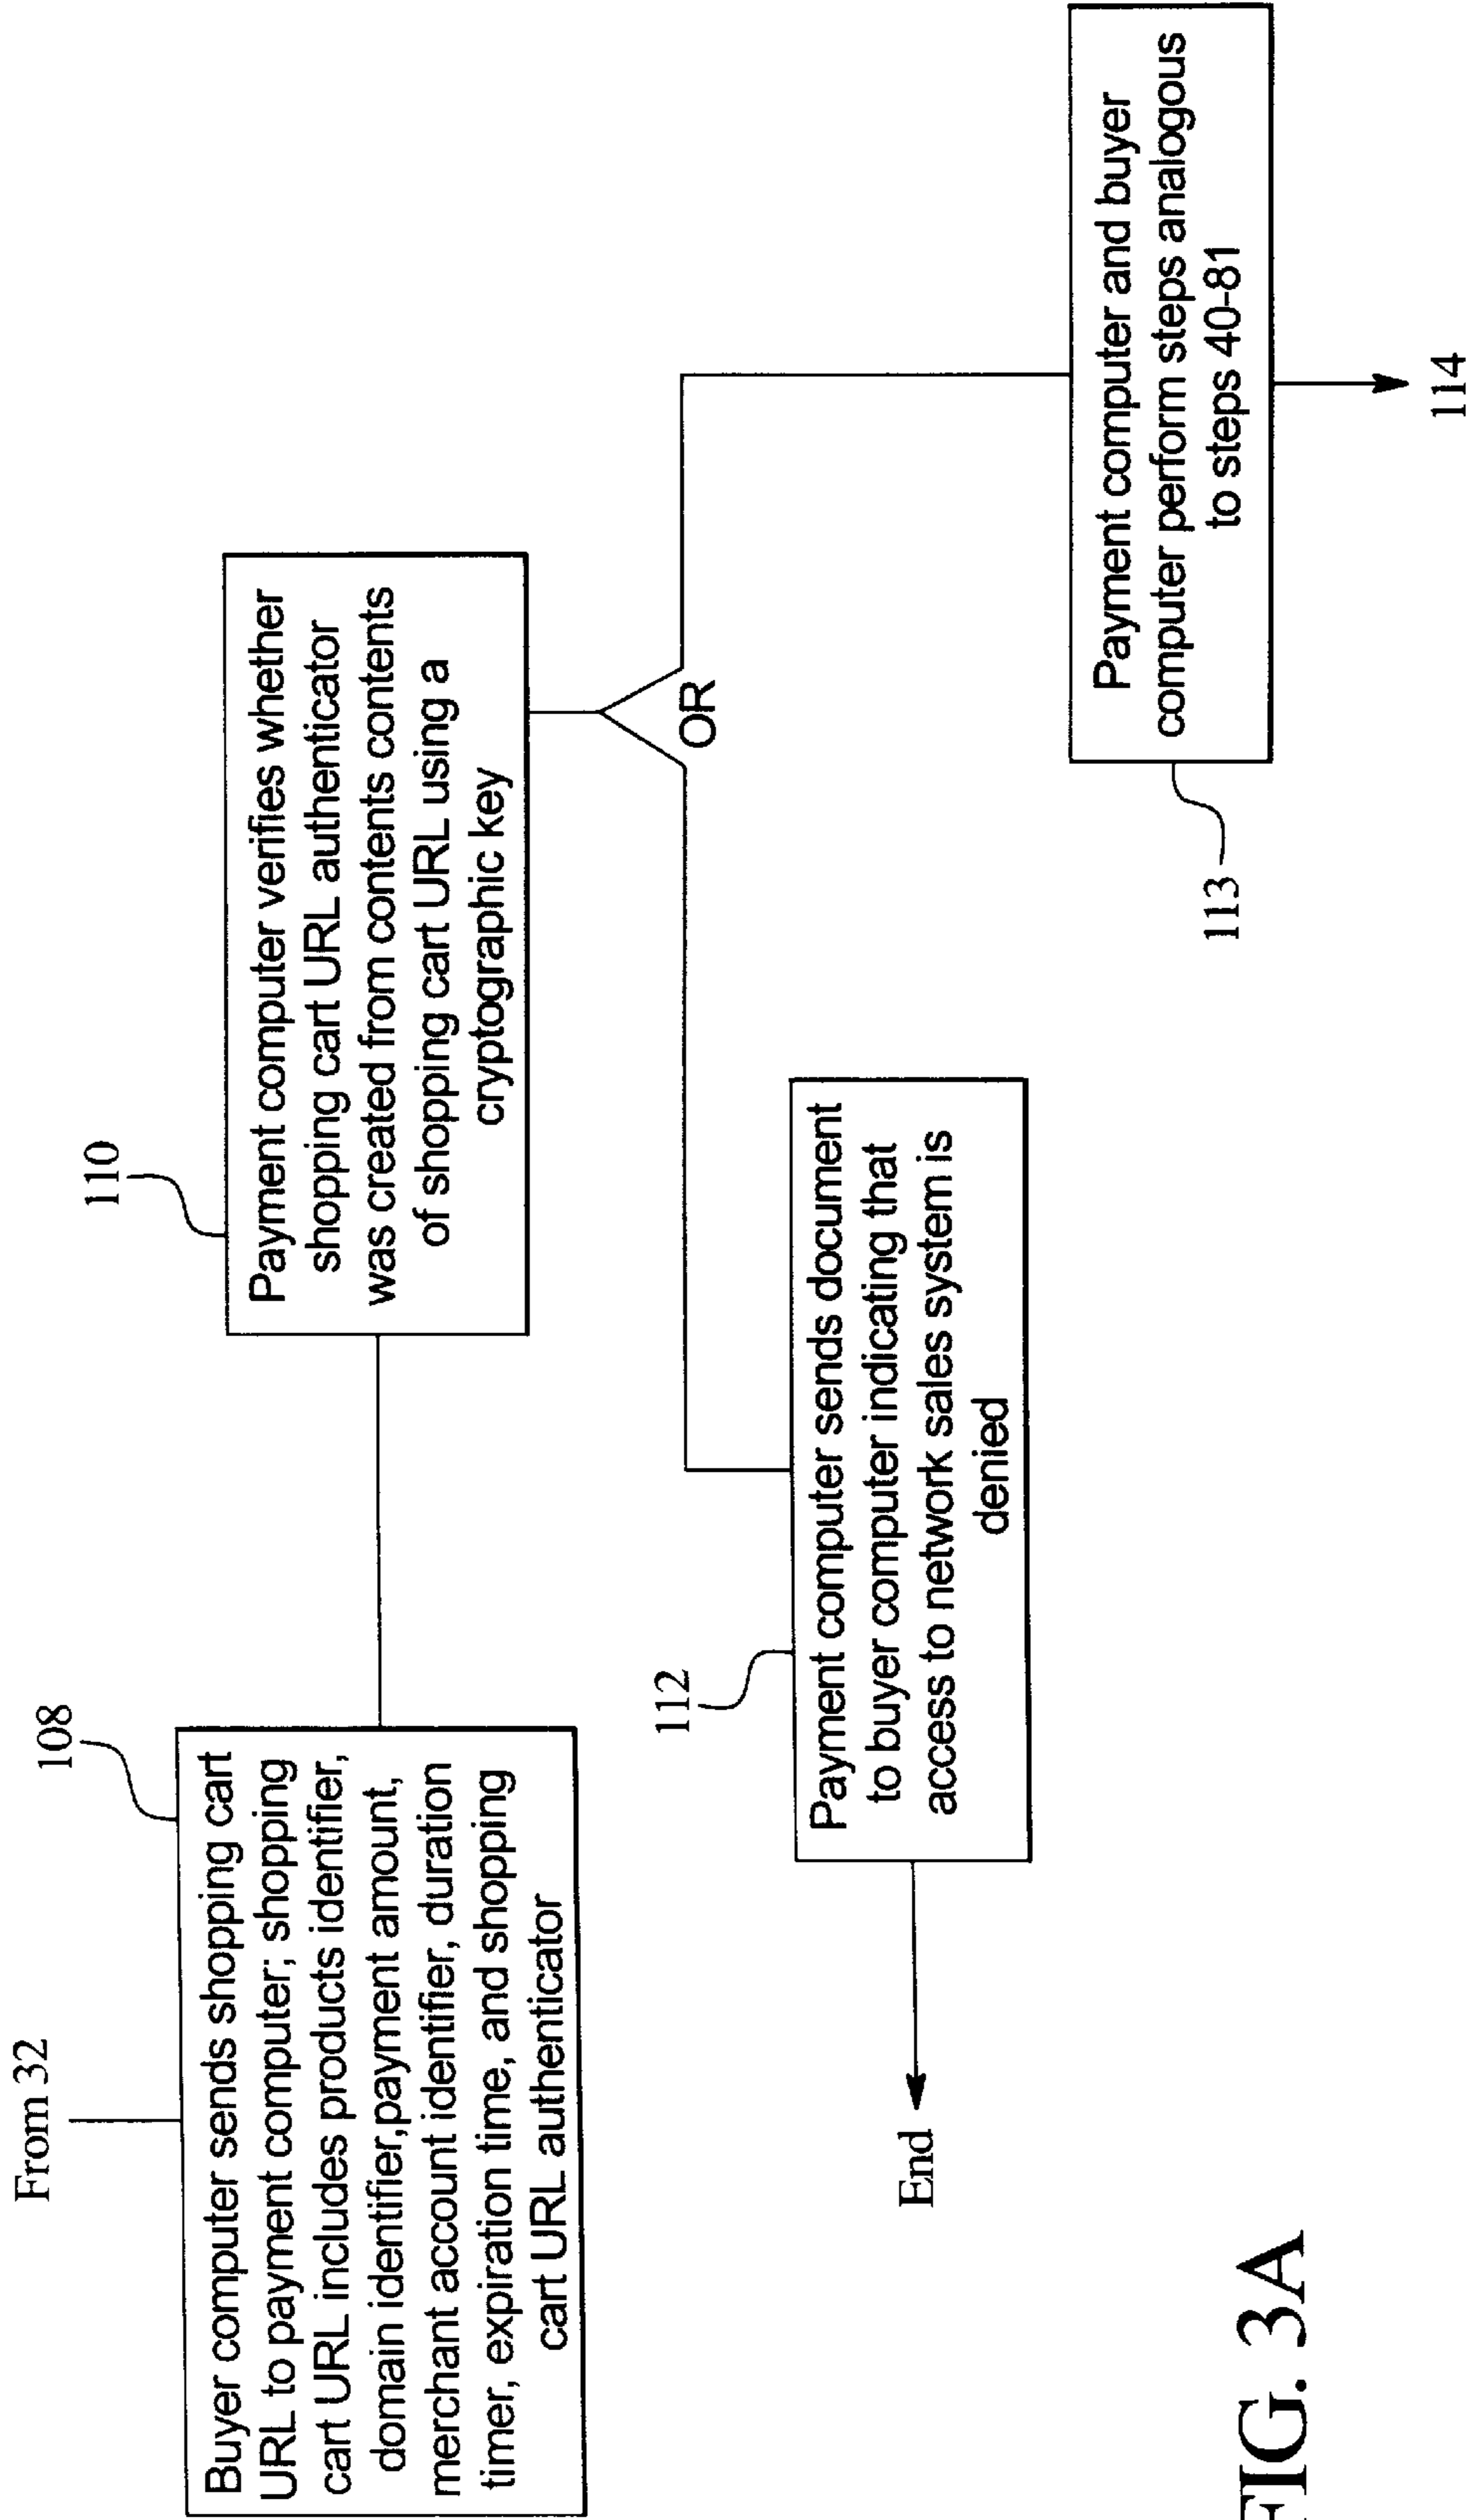 From 32
108
Buyer computer sends shopping cart
URL to payment computer; shopping
cart URL includes products identifier,
domain identifier,payment amount,
merchant account identifier, duration
timer, expiration time, and shopping
cart URL authenticator
110
Payment computer verifies whether
shopping cart URL authenticator
was created from contents contents
of shopping cart URL using a
cryptographic key
OR
112
Payment computer sends document
to buyer computer indicating that
access to network sales system is
denied
End
Payment computer and buyer
computer perform steps analogous
to steps 40-81
113
114
FIG. 3A